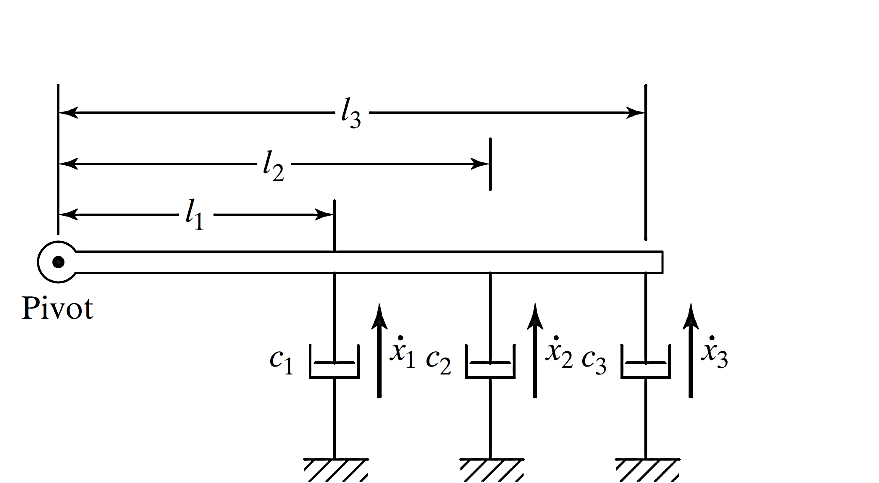 l₃
l₂
l₁
Pivot
c₁ ẋ₁ c₂ ẋ₂ c₃ ẋ₃